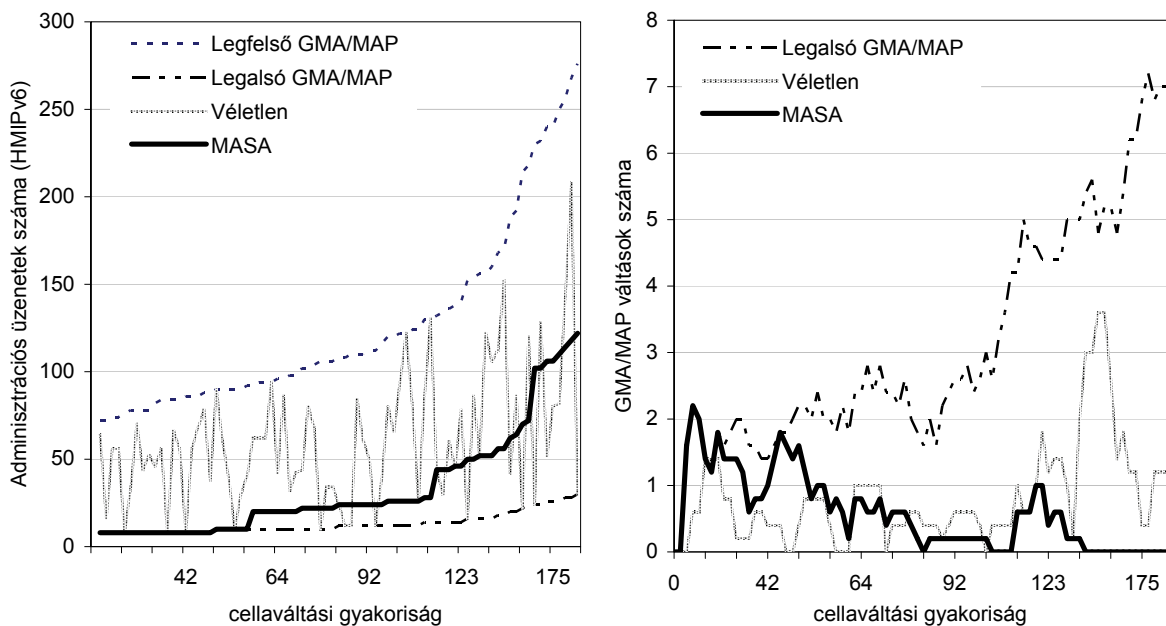 Adminisztrációs üzenetek száma (HMIPv6)
300
250
200
150
100
50
0
Legfelső GMA/MAP
Legalsó GMA/MAP
Véletlen
MASA
42 64 92 123 175
cellaváltási gyakoriság
GMA/MAP váltások száma
8
7
6
5
4
3
2
1
0
Legalsó GMA/MAP
Véletlen
MASA
0 42 64 92 123 175
cellaváltási gyakoriság